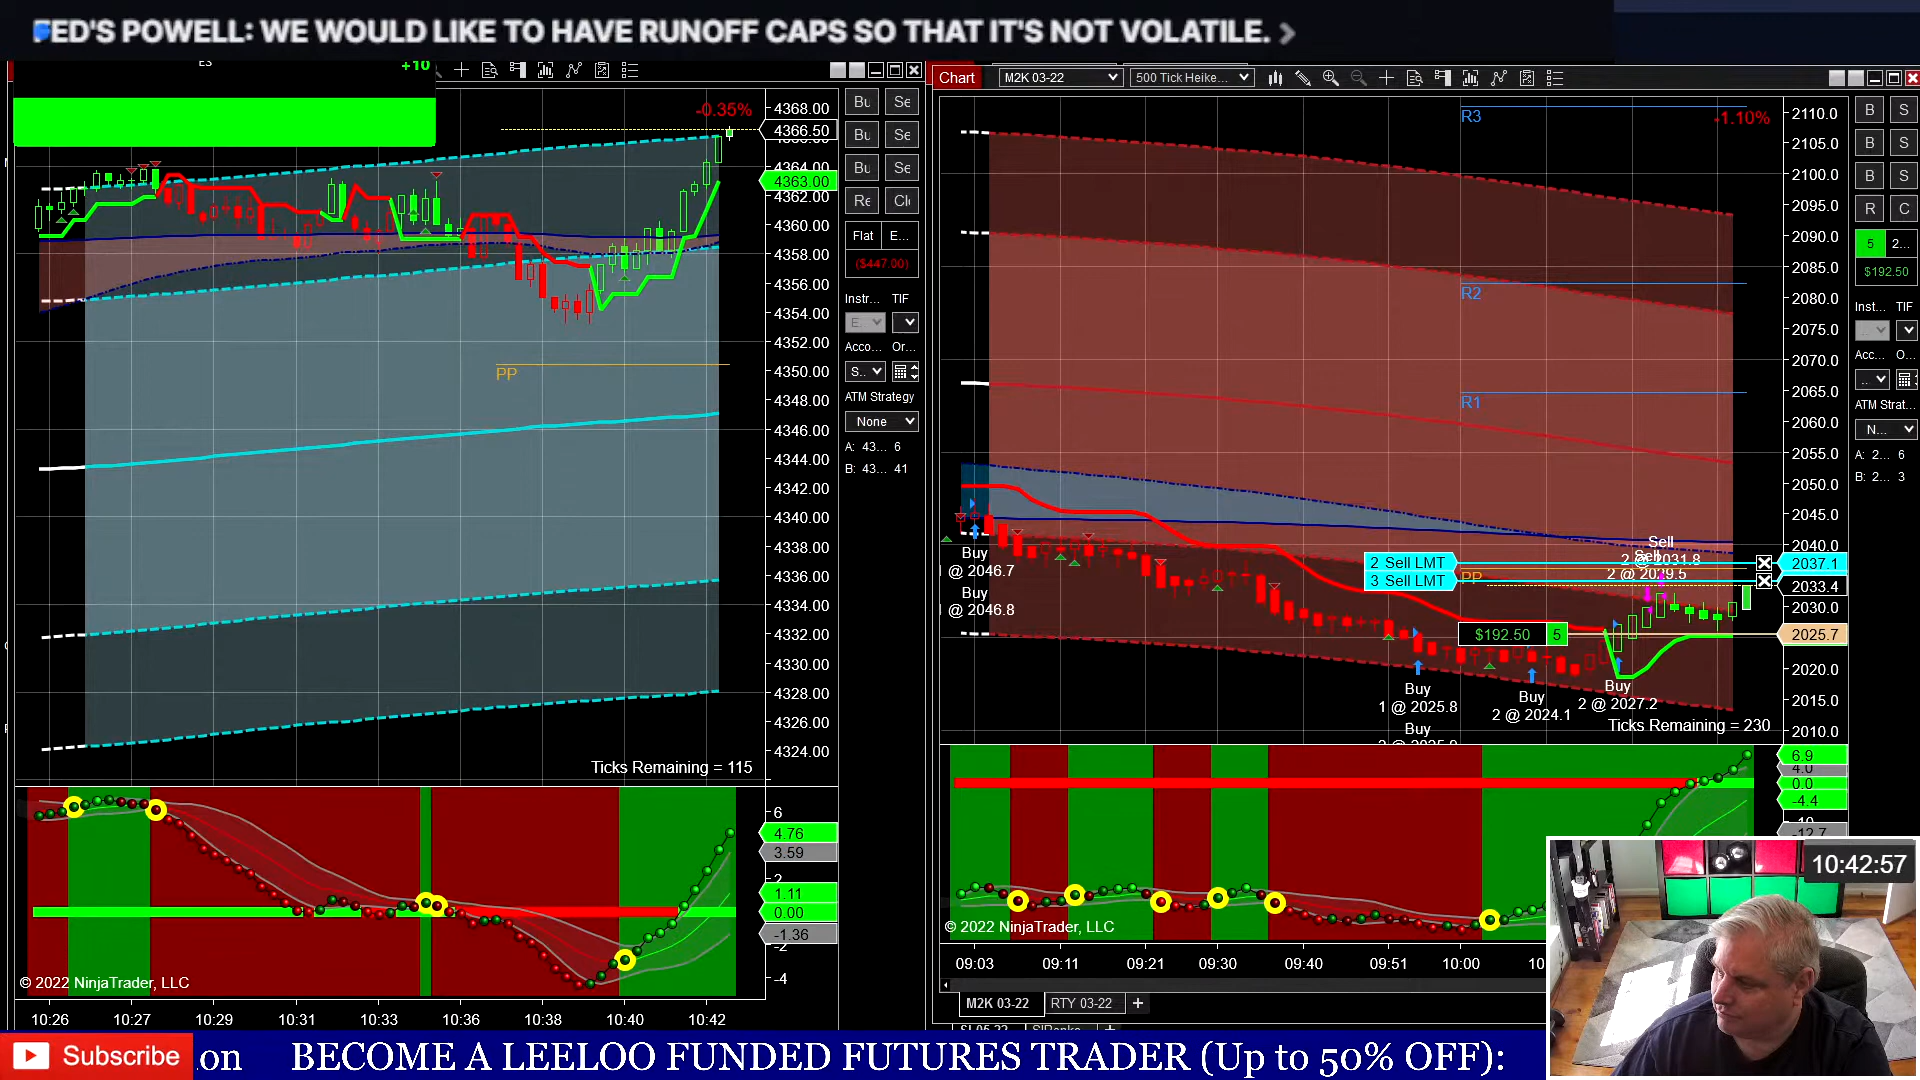 FED'S POWELL: WE WOULD LIKE TO HAVE RUNOFF CAPS SO THAT IT'S NOT VOLATILE.
ES
+10
-0.35%
4368.00
4366.50
4364.00
4363.00
4362.00
4360.00
4358.00
4356.00
4354.00
4352.00
4350.00
4348.00
4346.00
4344.00
4342.00
4340.00
4338.00
4336.00
4334.00
4332.00
4330.00
4328.00
4326.00
4324.00
PP
Ticks Remaining = 115
6
4.76
3.59
2
1.11
0.00
-1.36
-2
-4
© 2022 NinjaTrader, LLC
10:26
10:27
10:29
10:31
10:33
10:36
10:38
10:40
10:42
Bu Se
Bu Se
Bu Se
Re Cl
Flat E...
($447.00)
Instr... TIF
E
Acco... Or...
S..
ATM Strategy
None
A: 43... 6
B: 43... 41
Chart
M2K 03-22
500 Tick Heike...
-1.10%
R3
R2
R1
PP
2110.0
2105.0
2100.0
2095.0
2090.0
2085.0
2080.0
2075.0
2070.0
2065.0
2060.0
2055.0
2050.0
2045.0
2040.0
2037.1
2033.4
2030.0
2025.7
2020.0
2015.0
2010.0
Buy
1 @ 2046.7
Buy
1 @ 2046.8
2 Sell LMT
3 Sell LMT
Sell
2 @ 2031.8
Sell
2 @ 2029.5
$192.50 5
Buy
1 @ 2025.8
Buy
Buy
2 @ 2024.1
Buy
2 @ 2027.2
Ticks Remaining = 230
6.9
4.0
0.0
-4.4
-12.7
© 2022 NinjaTrader, LLC
09:03
09:11
09:21
09:30
09:40
09:51
10:00
10
M2K 03-22
RTY 03-22
B S
B S
B S
R C
5 2...
$192.50
Inst... TIF
Acc... O...
..
ATM Strat...
N...
A: 2... 6
B: 2... 3
10:42:57
Subscribe
on BECOME A LEELOO FUNDED FUTURES TRADER (Up to 50% OFF):